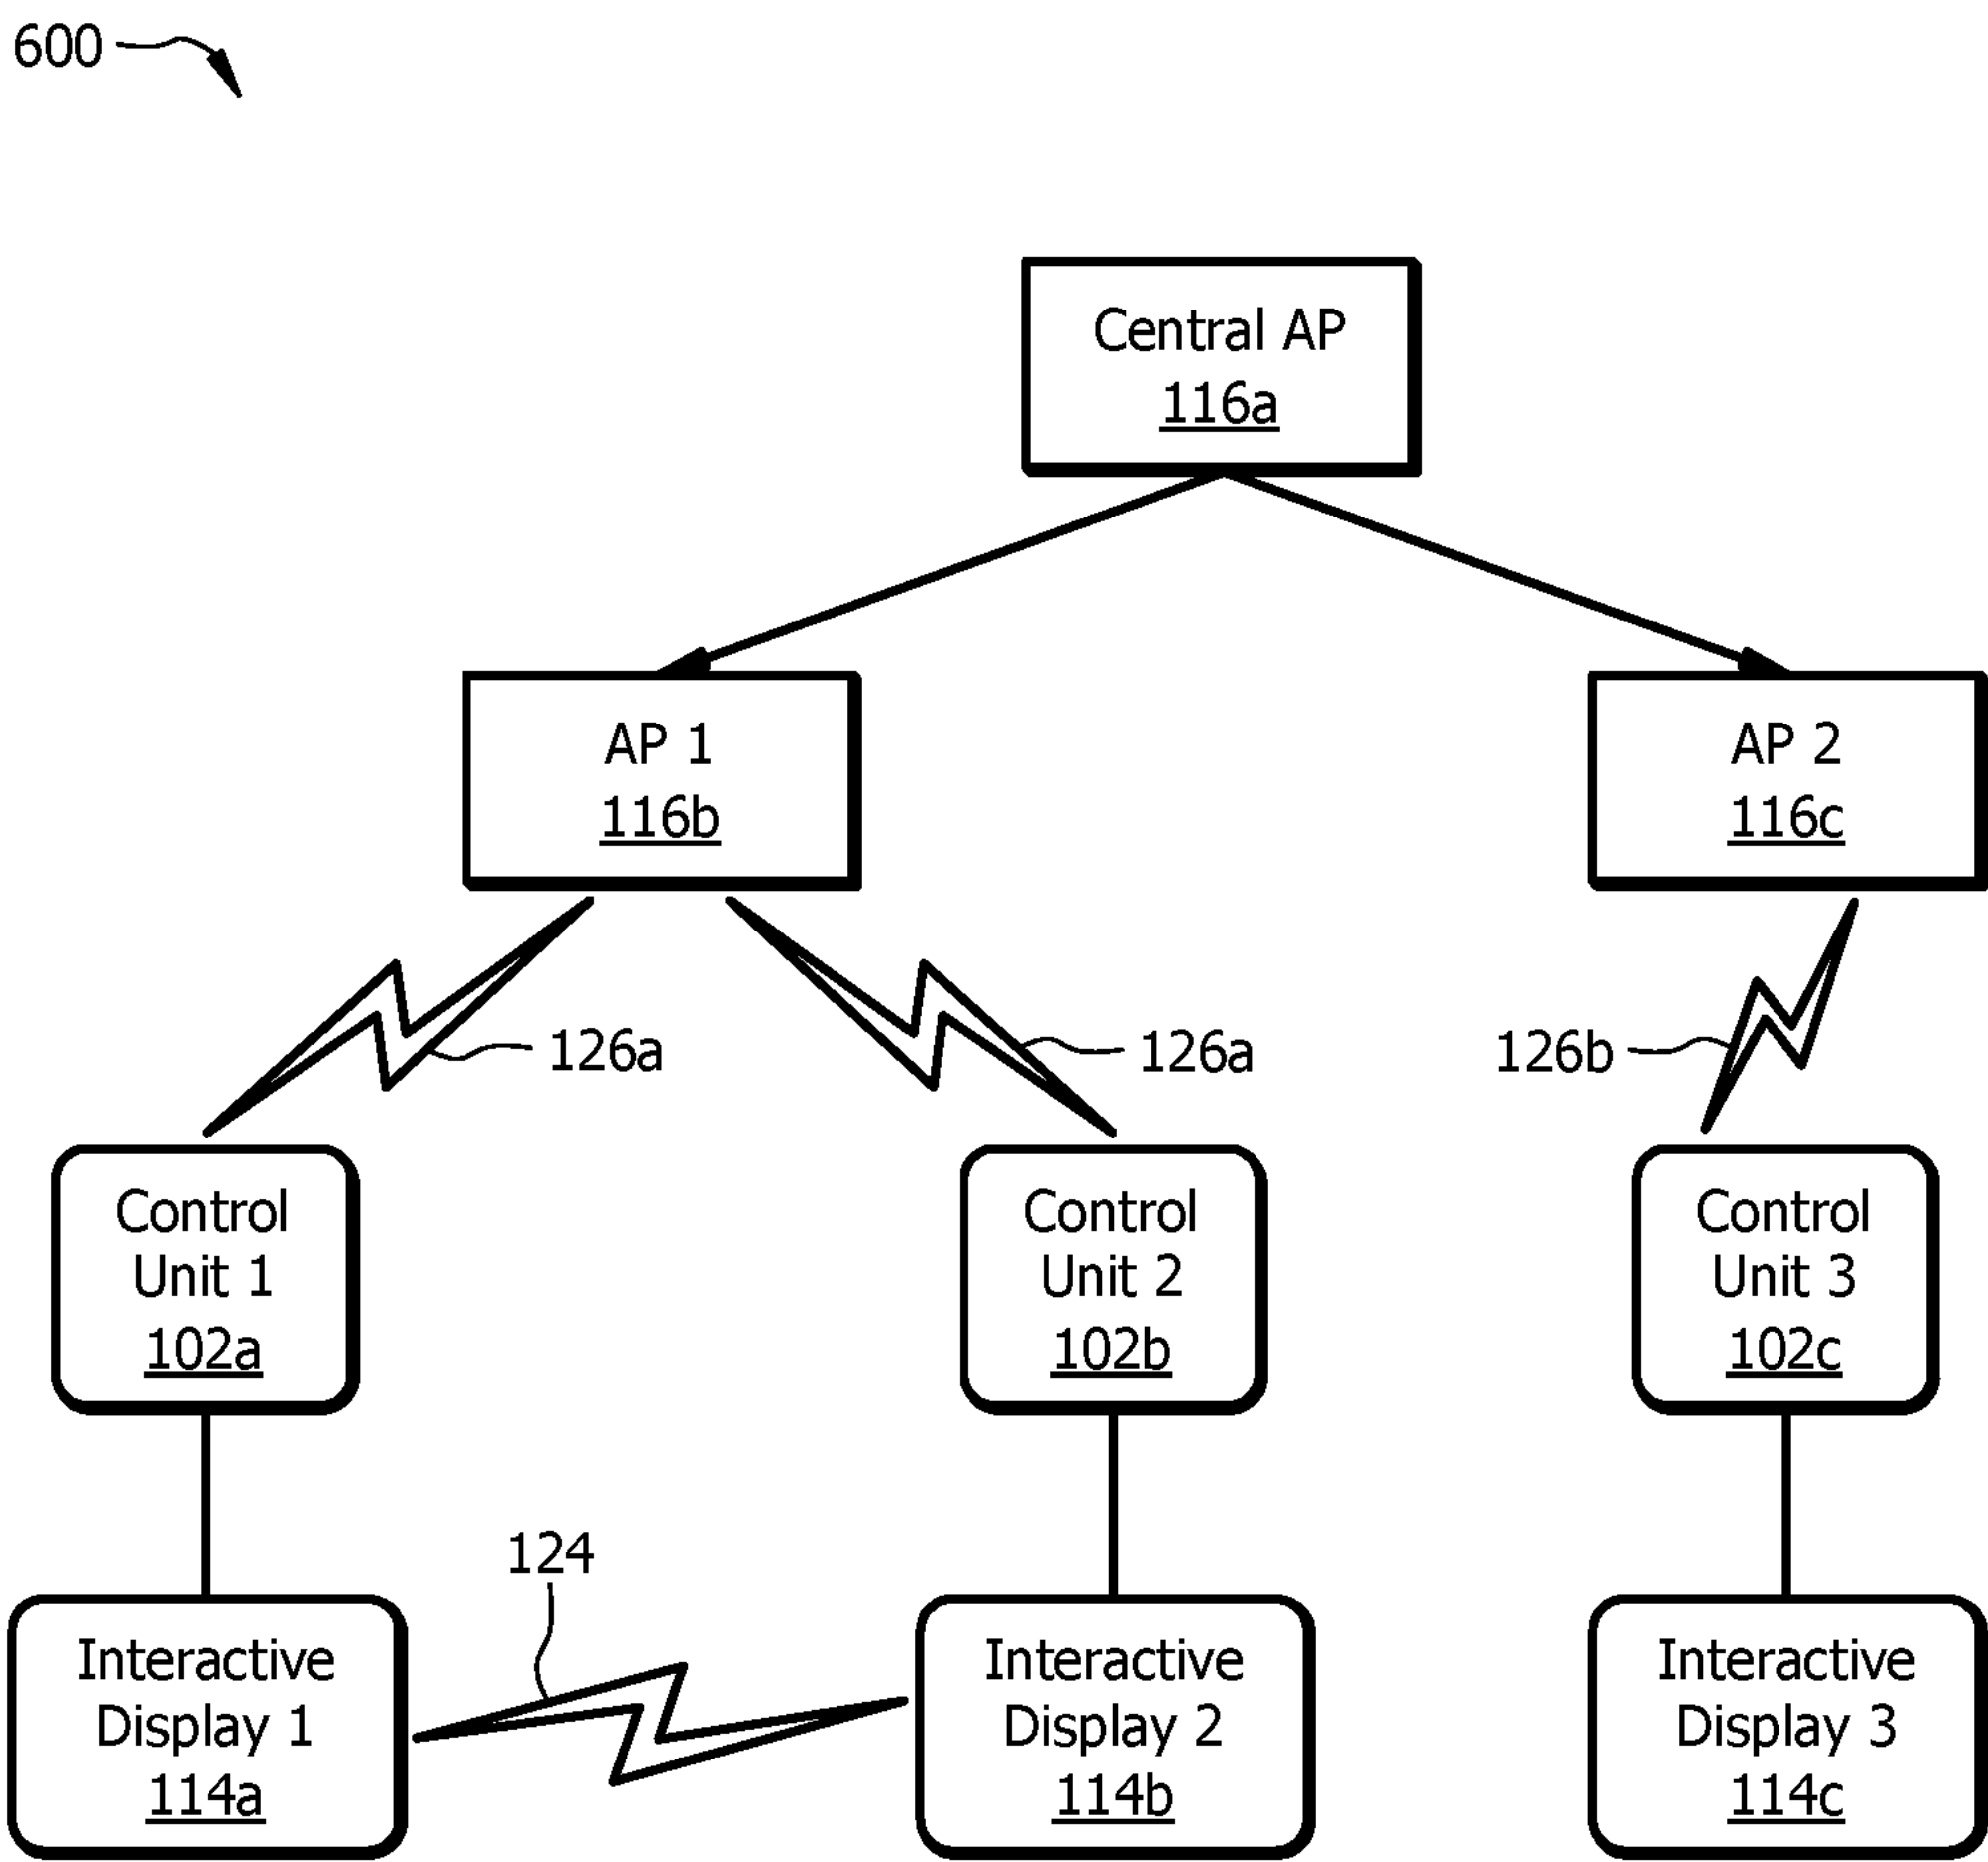 600
Central AP
116a
AP 1
116b
AP 2
116c
126a
126a
126b
Control
Unit 1
102a
Control
Unit 2
102b
Control
Unit 3
102c
124
Interactive
Display 1
114a
Interactive
Display 2
114b
Interactive
Display 3
114c